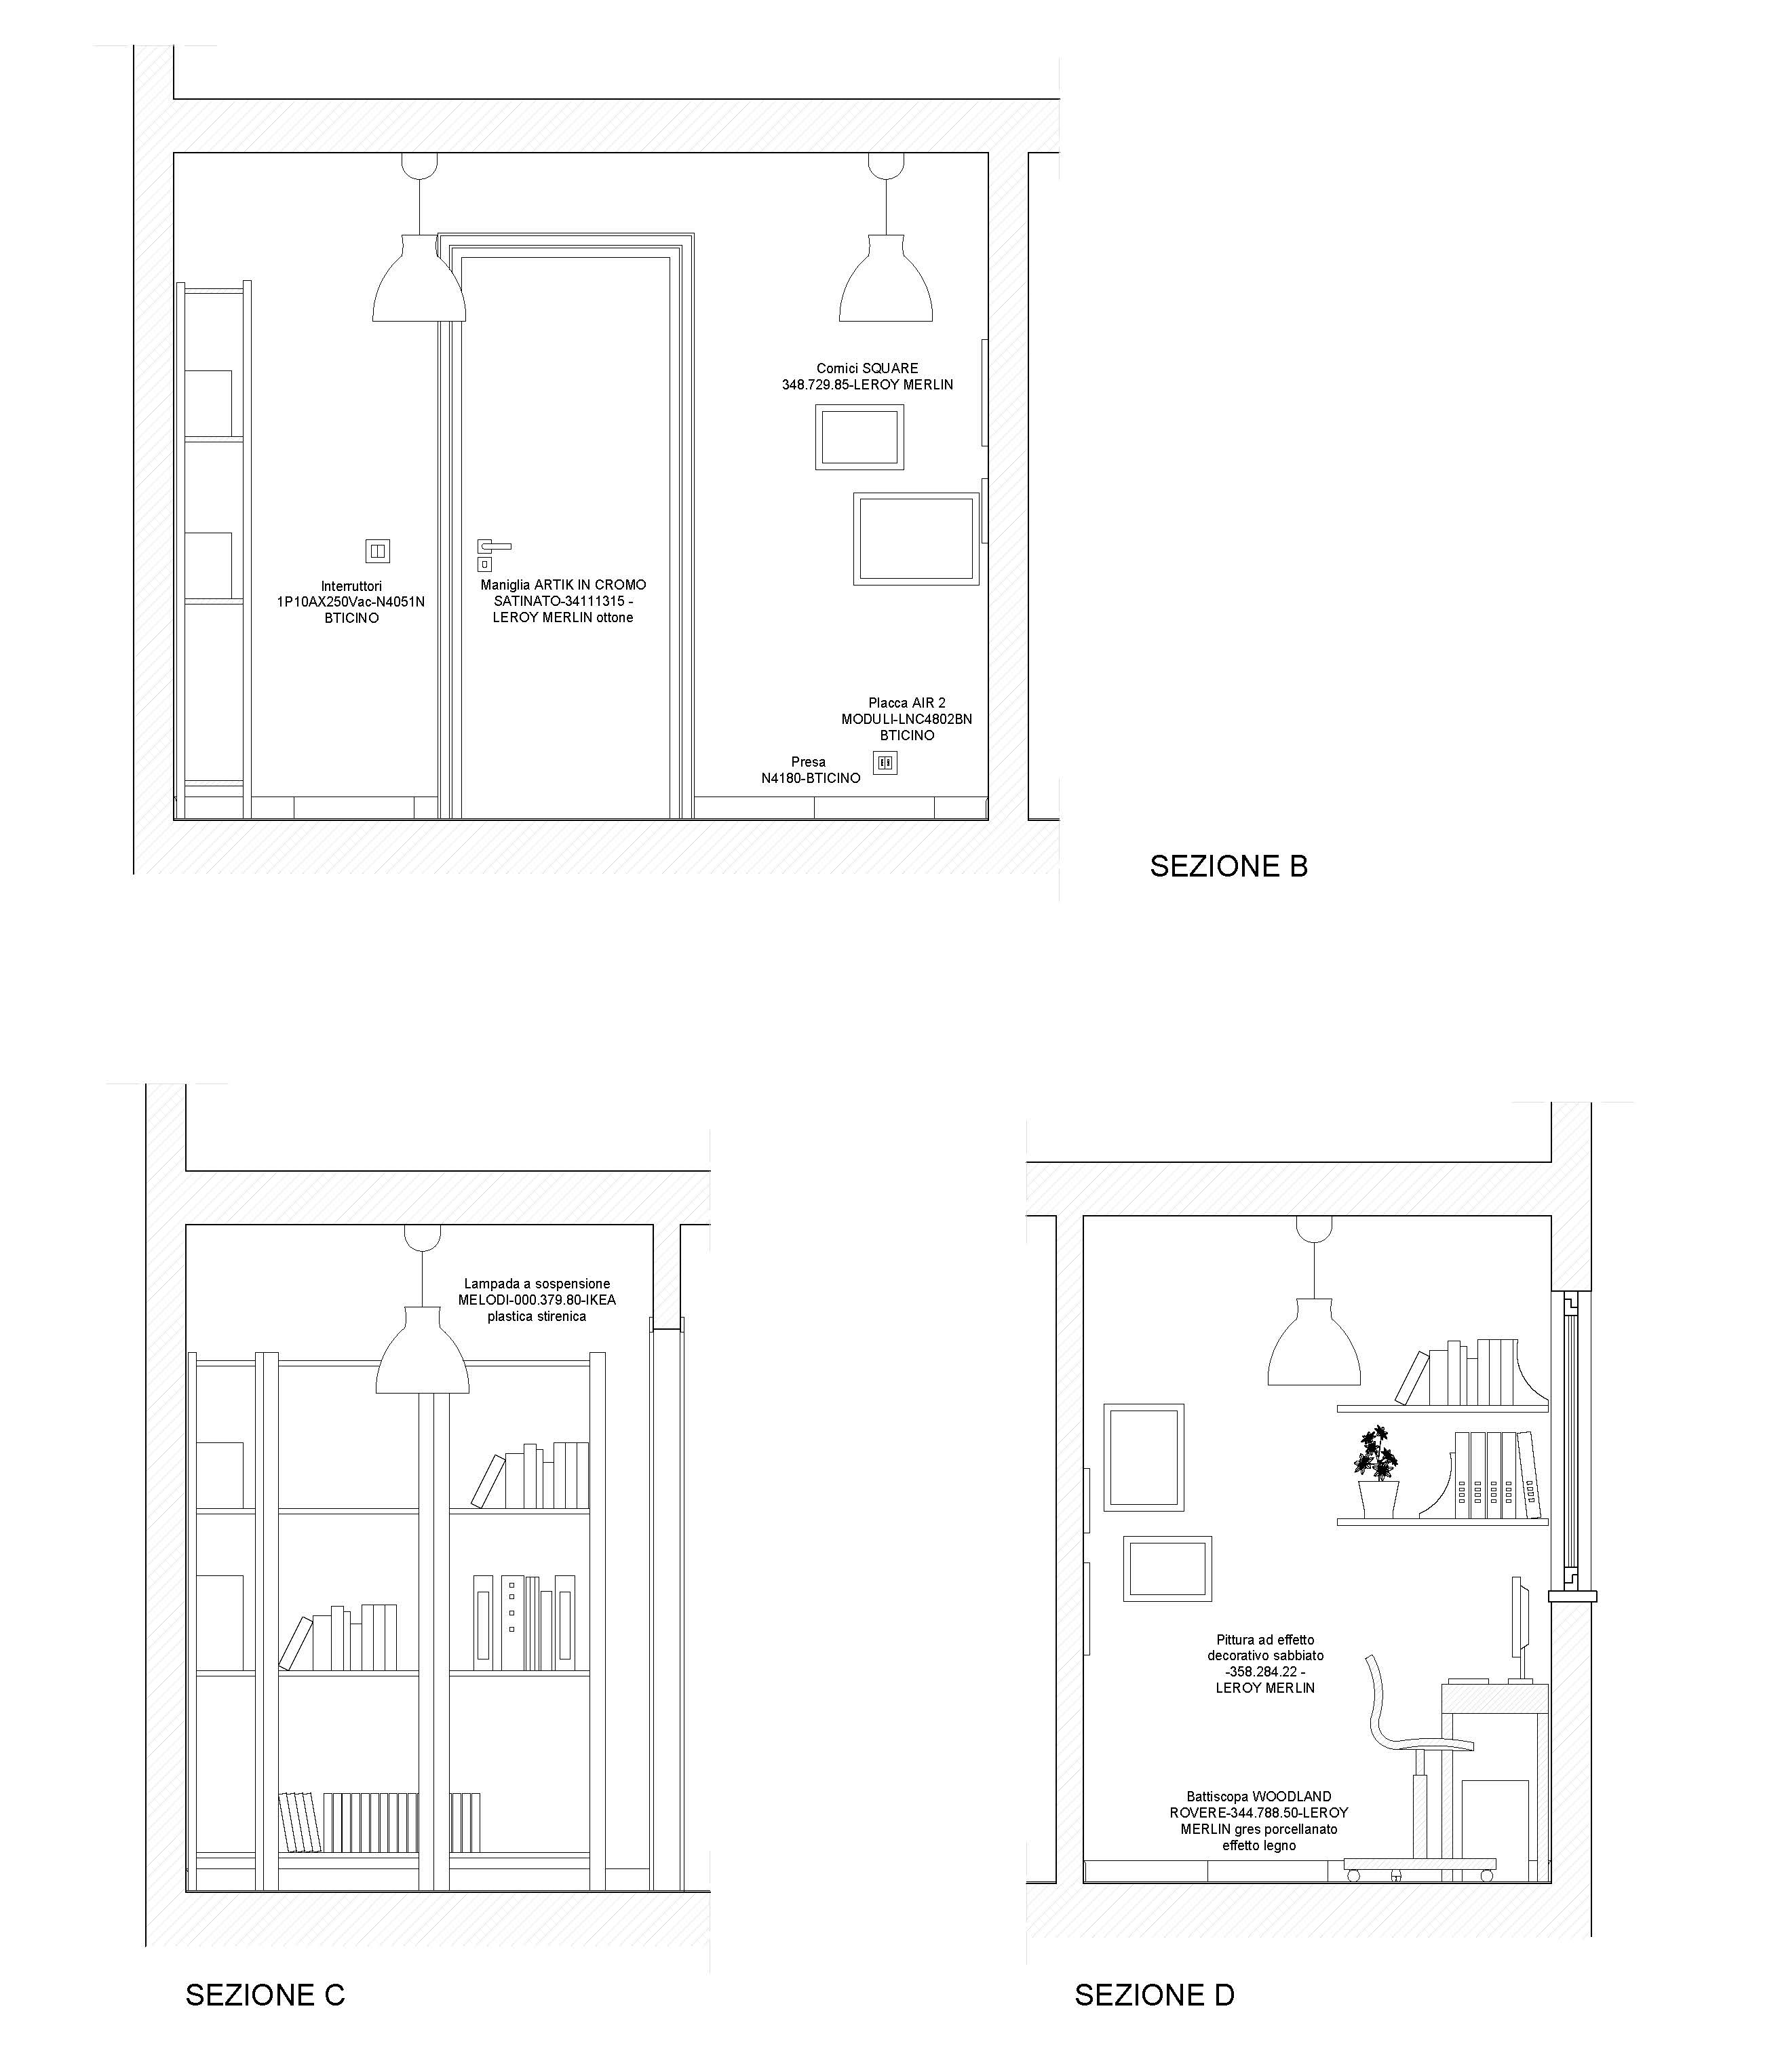 Cornici SQUARE
348.729.85-LEROY MERLIN
Interruttori
1P10AX250Vac-N4051N
BTICINO
Maniglia ARTIK IN CROMO
SATINATO-34111315 -
LEROY MERLIN ottone
Placca AIR 2
MODULI-LNC4802BN
BTICINO
Presa
N4180-BTICINO
SEZIONE B
Lampada a sospensione
MELODI-000.379.80-IKEA
plastica stirenica
SEZIONE C
Pittura ad effetto
decorativo sabbiato
-358.284.22 -
LEROY MERLIN
Battiscopa WOODLAND
ROVERE-344.788.50-LEROY
MERLIN gres porcellanato
effetto legno
SEZIONE D